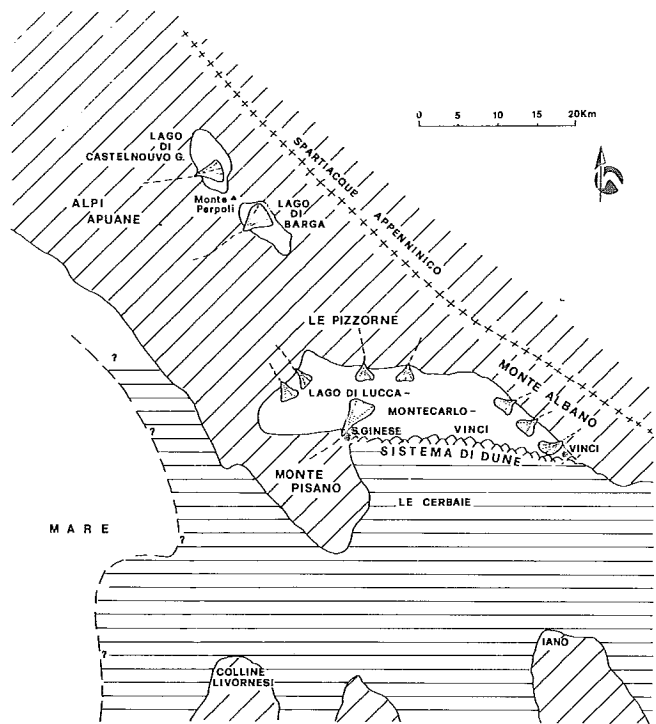 0 5 10 15 20Km
LAGO
DI
CASTELNOUVO G.
SPARTIACQUE APPENNINICO
ALPI
APUANE
Monte
Perpoli
LAGO
DI
BARGA
?
LE PIZZORNE
MONTE ALBANO
LAGO DI LUCCA-
MONTECARLO-
VINCI
?
S.GINESE
SISTEMA DI DUNE
VINCI
MONTE
PISANO
LE CERBAIE
MARE
?
?
IANO
COLLINE
LIVORNESI